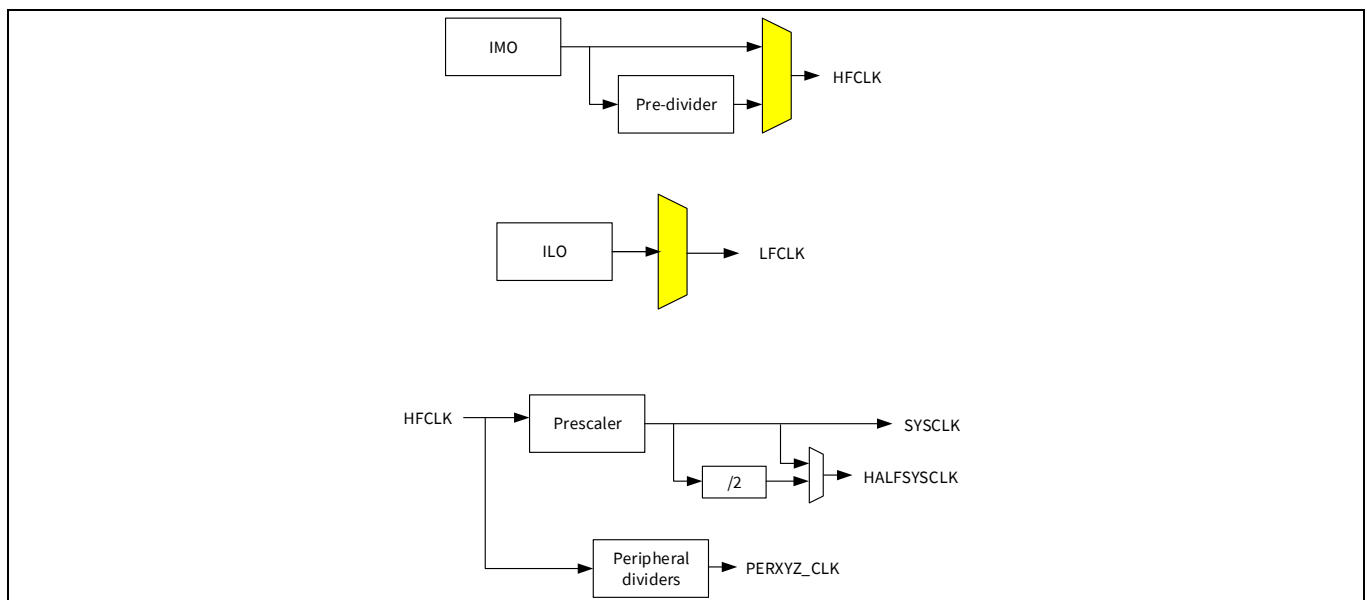 IMO
HFCLK
Pre-divider
ILO
LFCLK
HFCLK
Prescaler
SYSCLK
/2
HALFSYSCLK
Peripheral
dividers
PERXYZ_CLK